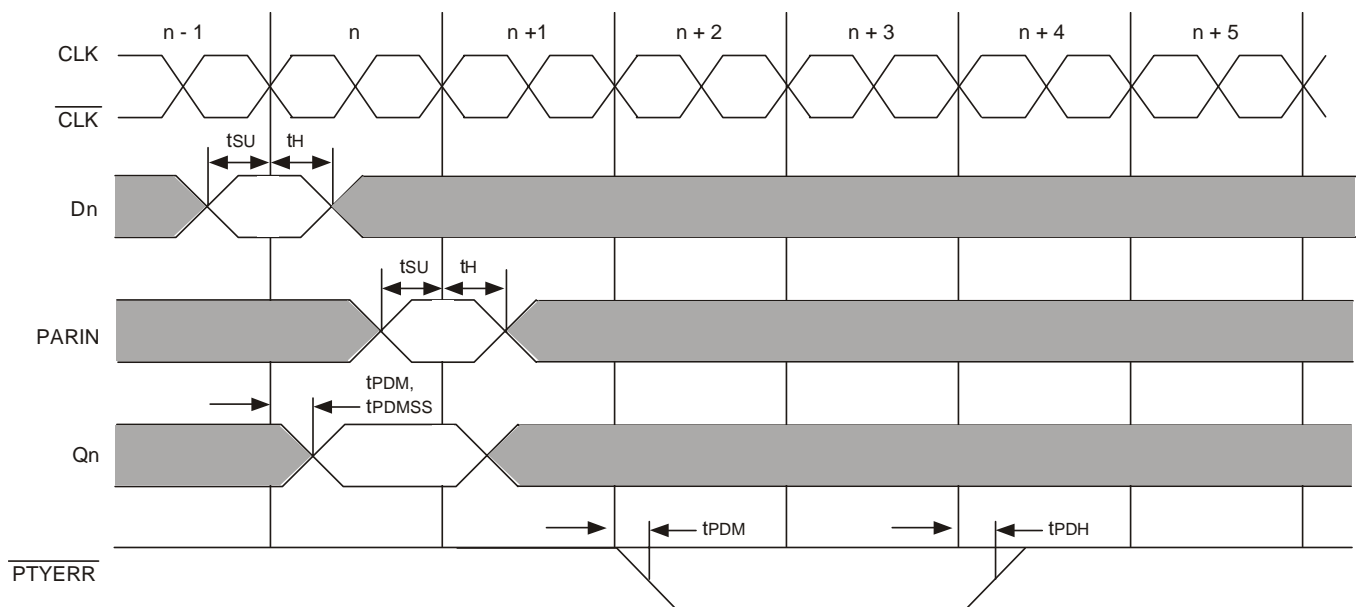 n - 1 n n +1 n + 2 n + 3 n + 4 n + 5
CLK
CLK
tSU tH
Dn
tSU tH
PARIN
tPDM,
tPDMSS
Qn
tPDM tPDH
PTYERR